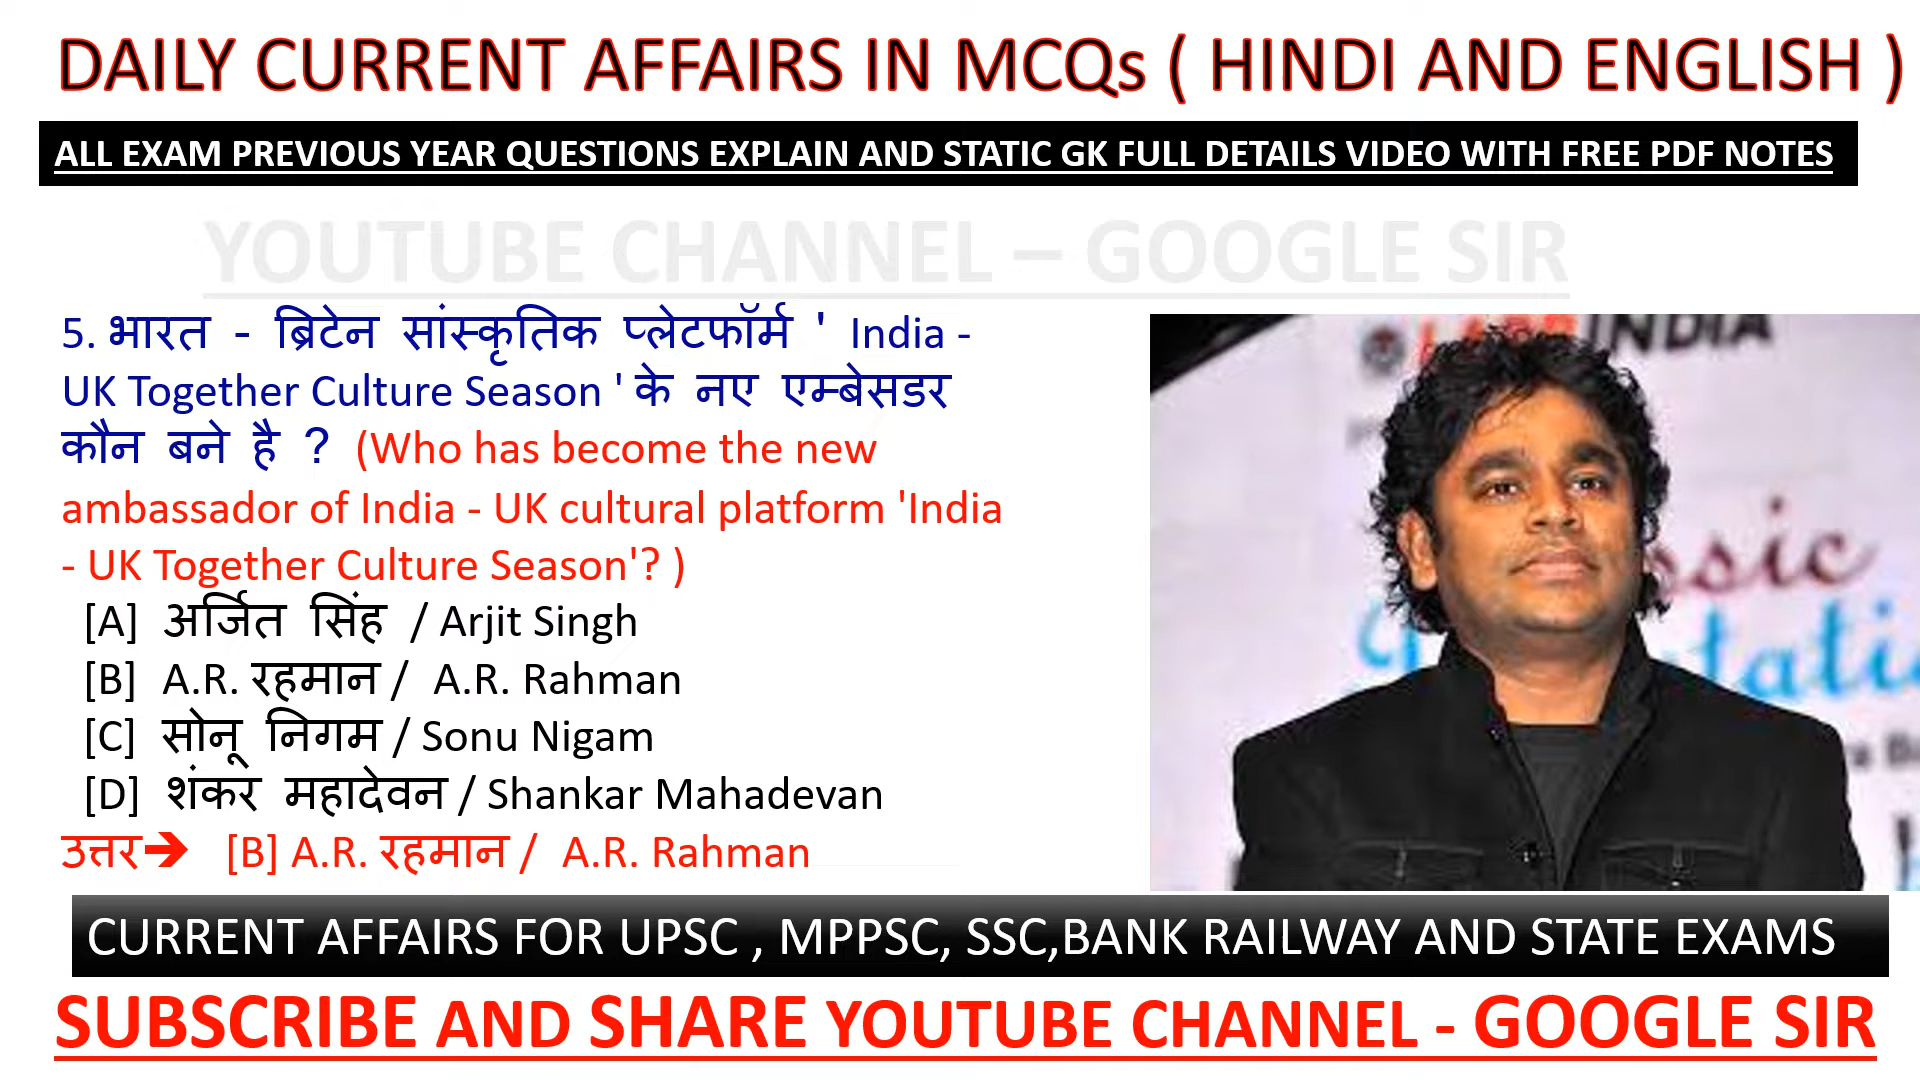 DAILY CURRENT AFFAIRS IN MCQs ( HINDI AND ENGLISH )
ALL EXAM PREVIOUS YEAR QUESTIONS EXPLAIN AND STATIC GK FULL DETAILS VIDEO WITH FREE PDF NOTES
YOUTUBE CHANNEL – GOOGLE SIR
5. भारत - ब्रिटेन सांस्कृतिक प्लेटफॉर्म ' India -
UK Together Culture Season ' के नए एम्बेसडर
कौन बने है ? (Who has become the new
ambassador of India - UK cultural platform 'India
- UK Together Culture Season'? )
[A] अर्जित सिंह / Arjit Singh
[B] A.R. रहमान / A.R. Rahman
[C] सोनू निगम / Sonu Nigam
[D] शंकर महादेवन / Shankar Mahadevan
उत्तर➔ [B] A.R. रहमान / A.R. Rahman
INDIA
CURRENT AFFAIRS FOR UPSC , MPPSC, SSC,BANK RAILWAY AND STATE EXAMS
SUBSCRIBE AND SHARE YOUTUBE CHANNEL - GOOGLE SIR